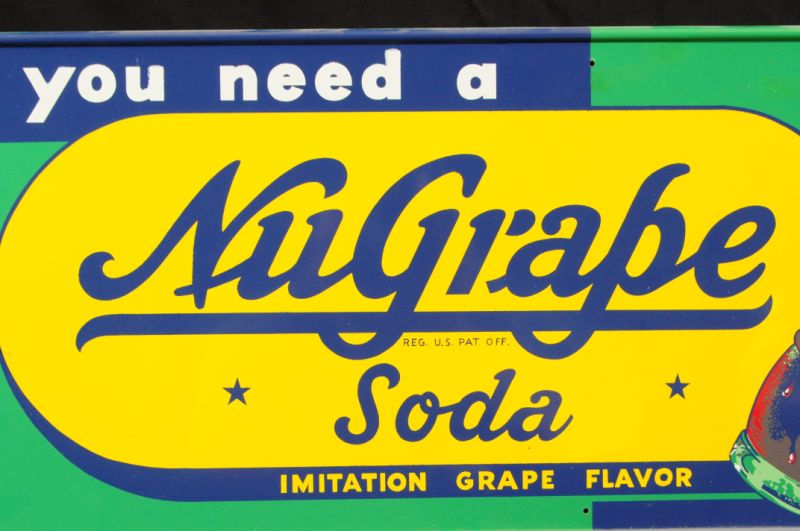 you need a
NuGrape
REG. U.S. PAT. OFF.
Soda
IMITATION GRAPE FLAVOR